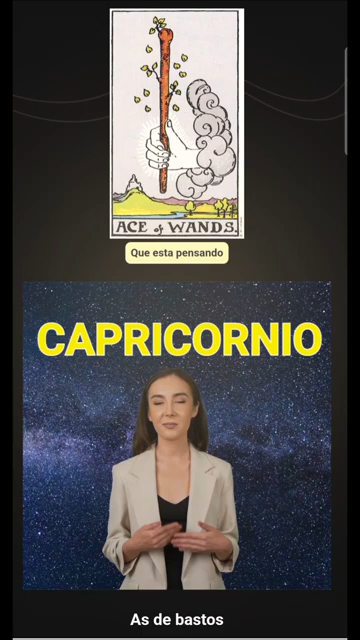 ACE of WANDS.
Que esta pensando
CAPRICORNIO
As de bastos